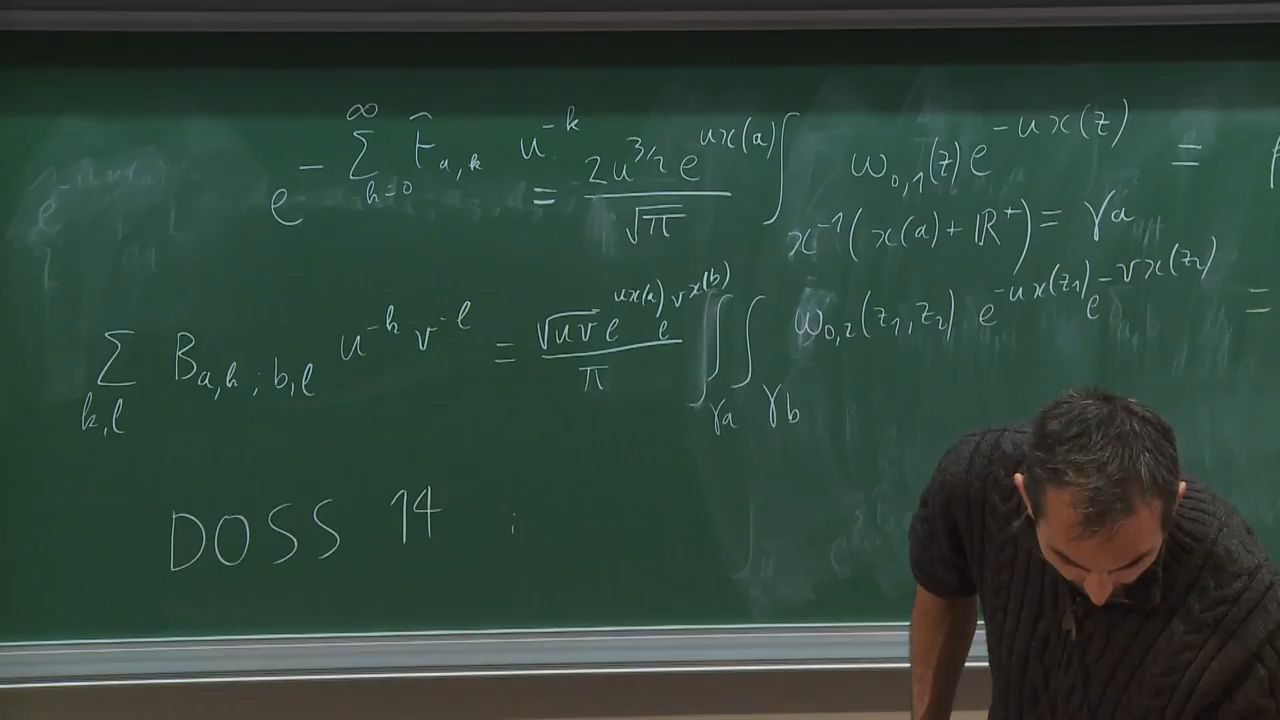 e^{-\sum_{k=0}^{\infty} \hat{t}_{a,k} u^{-k}} = \frac{2u^{3/2} e^{ux(a)}}{\sqrt{\pi}} \int_{x^{-1}(x(a)+\mathbb{R}^+) = \gamma_a} \omega_{0,1}(z) e^{-ux(z)} =
\sum_{k,l} B_{a,k;b,l} u^{-k} v^{-l} = \frac{\sqrt{uv} e^{ux(a)} e^{vx(b)}}{\pi} \int_{\gamma_a} \int_{\gamma_b} \omega_{0,2}(z_1,z_2) e^{-ux(z_1)} e^{-vx(z_2)} =
DOSS 14 :